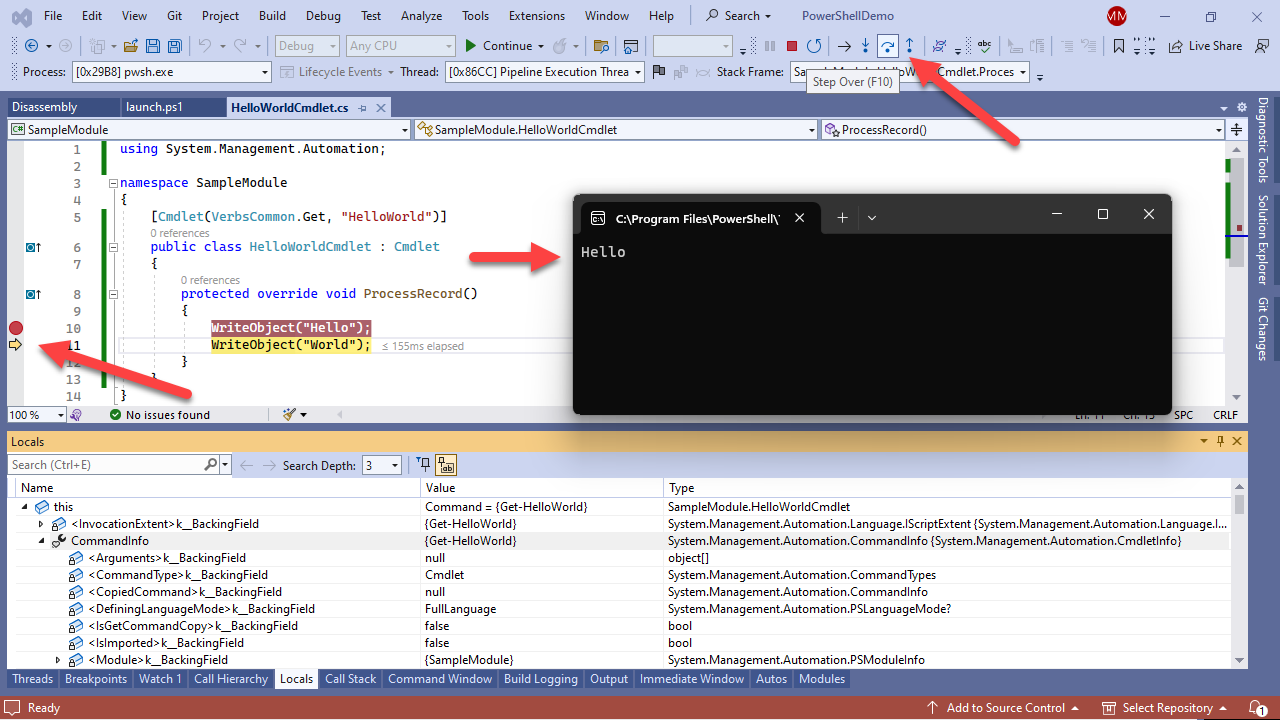 File Edit View Git Project Build Debug Test Analyze Tools Extensions Window Help Search PowerShellDemo MM
Debug Any CPU Continue abc Live Share
Process: [0x29B8] pwsh.exe Lifecycle Events Thread: [0x86CC] Pipeline Execution Threa Stack Frame: Cmdlet.Proces
Step Over (F10)
Disassembly launch.ps1 HelloWorldCmdlet.cs
SampleModule SampleModule.HelloWorldCmdlet ProcessRecord()
1 using System.Management.Automation;
2
3 namespace SampleModule
4 {
5 [Cmdlet(VerbsCommon.Get, "HelloWorld")]
0 references
6 public class HelloWorldCmdlet : Cmdlet
7 {
0 references
8 protected override void ProcessRecord()
9 {
10 WriteObject("Hello");
11 WriteObject("World"); ≤ 155ms elapsed
12 }
13 }
14 }
C:\Program Files\PowerShell\
Hello
Diagnostic Tools
Solution Explorer
Git Changes
100 % No issues found Ln: 11 Ch: 13 SPC CRLF
Locals
Search (Ctrl+E) Search Depth: 3
Name Value Type
this Command = {Get-HelloWorld} SampleModule.HelloWorldCmdlet
<InvocationExtent>k__BackingField {Get-HelloWorld} System.Management.Automation.Language.IScriptExtent {System.Management.Automation.Language.I...
CommandInfo {Get-HelloWorld} System.Management.Automation.CommandInfo {System.Management.Automation.CmdletInfo}
<Arguments>k__BackingField null object[]
<CommandType>k__BackingField Cmdlet System.Management.Automation.CommandTypes
<CopiedCommand>k__BackingField null System.Management.Automation.CommandInfo
<DefiningLanguageMode>k__BackingField FullLanguage System.Management.Automation.PSLanguageMode?
<IsGetCommandCopy>k__BackingField false bool
<IsImported>k__BackingField false bool
<Module>k__BackingField {SampleModule} System.Management.Automation.PSModuleInfo
Threads Breakpoints Watch 1 Call Hierarchy Locals Call Stack Command Window Build Logging Output Immediate Window Autos Modules
Ready Add to Source Control Select Repository 1